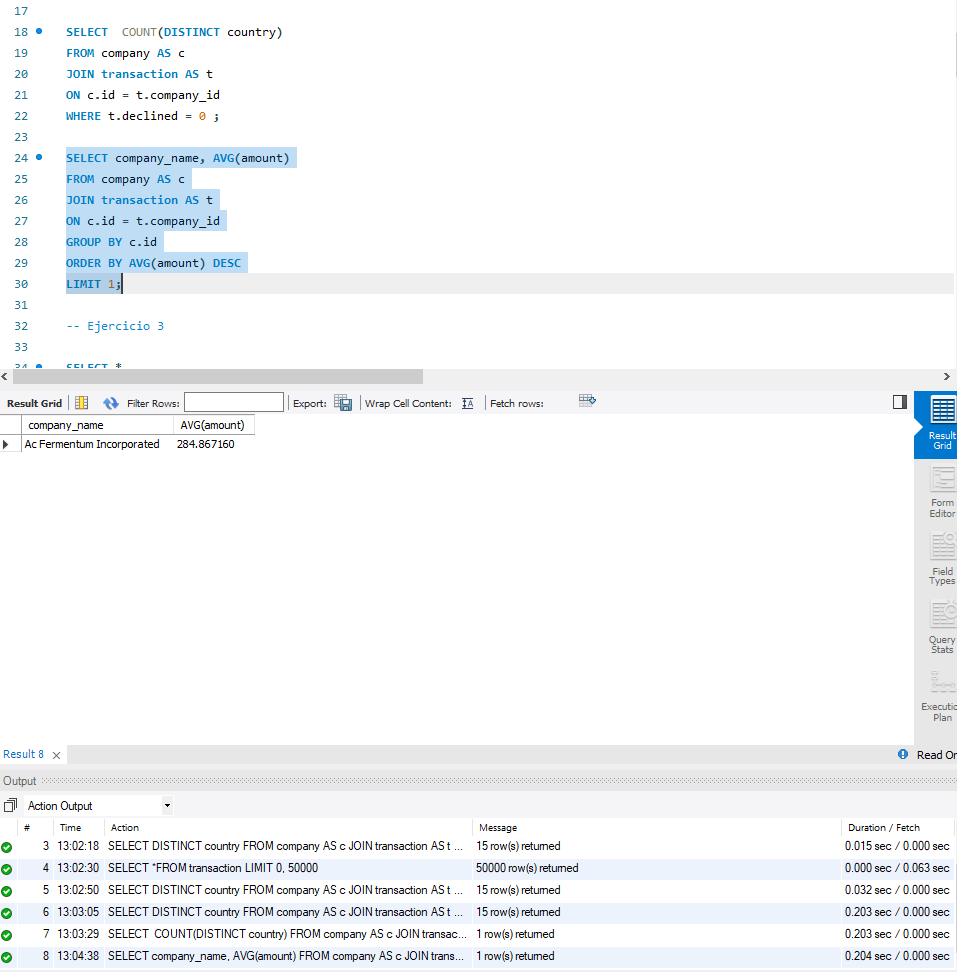 17
18 SELECT  COUNT(DISTINCT country)
19 FROM company AS c
20 JOIN transaction AS t
21 ON c.id = t.company_id
22 WHERE t.declined = 0 ;
23
24 SELECT company_name, AVG(amount)
25 FROM company AS c
26 JOIN transaction AS t
27 ON c.id = t.company_id
28 GROUP BY c.id
29 ORDER BY AVG(amount) DESC
30 LIMIT 1;
31
32 -- Ejercicio 3
33
34 SELECT *
Result Grid Filter Rows: Export: Wrap Cell Content: Fetch rows:
company_name AVG(amount)
Ac Fermentum Incorporated 284.867160
Result
Grid
Form
Editor
Field
Types
Query
Stats
Executio
Plan
Result 8 Read On
Output
Action Output
# Time Action Message Duration / Fetch
3 13:02:18 SELECT DISTINCT country FROM company AS c JOIN transaction AS t ... 15 row(s) returned 0.015 sec / 0.000 sec
4 13:02:30 SELECT *FROM transaction LIMIT 0, 50000 50000 row(s) returned 0.000 sec / 0.063 sec
5 13:02:50 SELECT DISTINCT country FROM company AS c JOIN transaction AS t ... 15 row(s) returned 0.032 sec / 0.000 sec
6 13:03:05 SELECT DISTINCT country FROM company AS c JOIN transaction AS t ... 15 row(s) returned 0.203 sec / 0.000 sec
7 13:03:29 SELECT  COUNT(DISTINCT country) FROM company AS c JOIN transac... 1 row(s) returned 0.203 sec / 0.000 sec
8 13:04:38 SELECT company_name, AVG(amount) FROM company AS c JOIN trans... 1 row(s) returned 0.204 sec / 0.000 sec